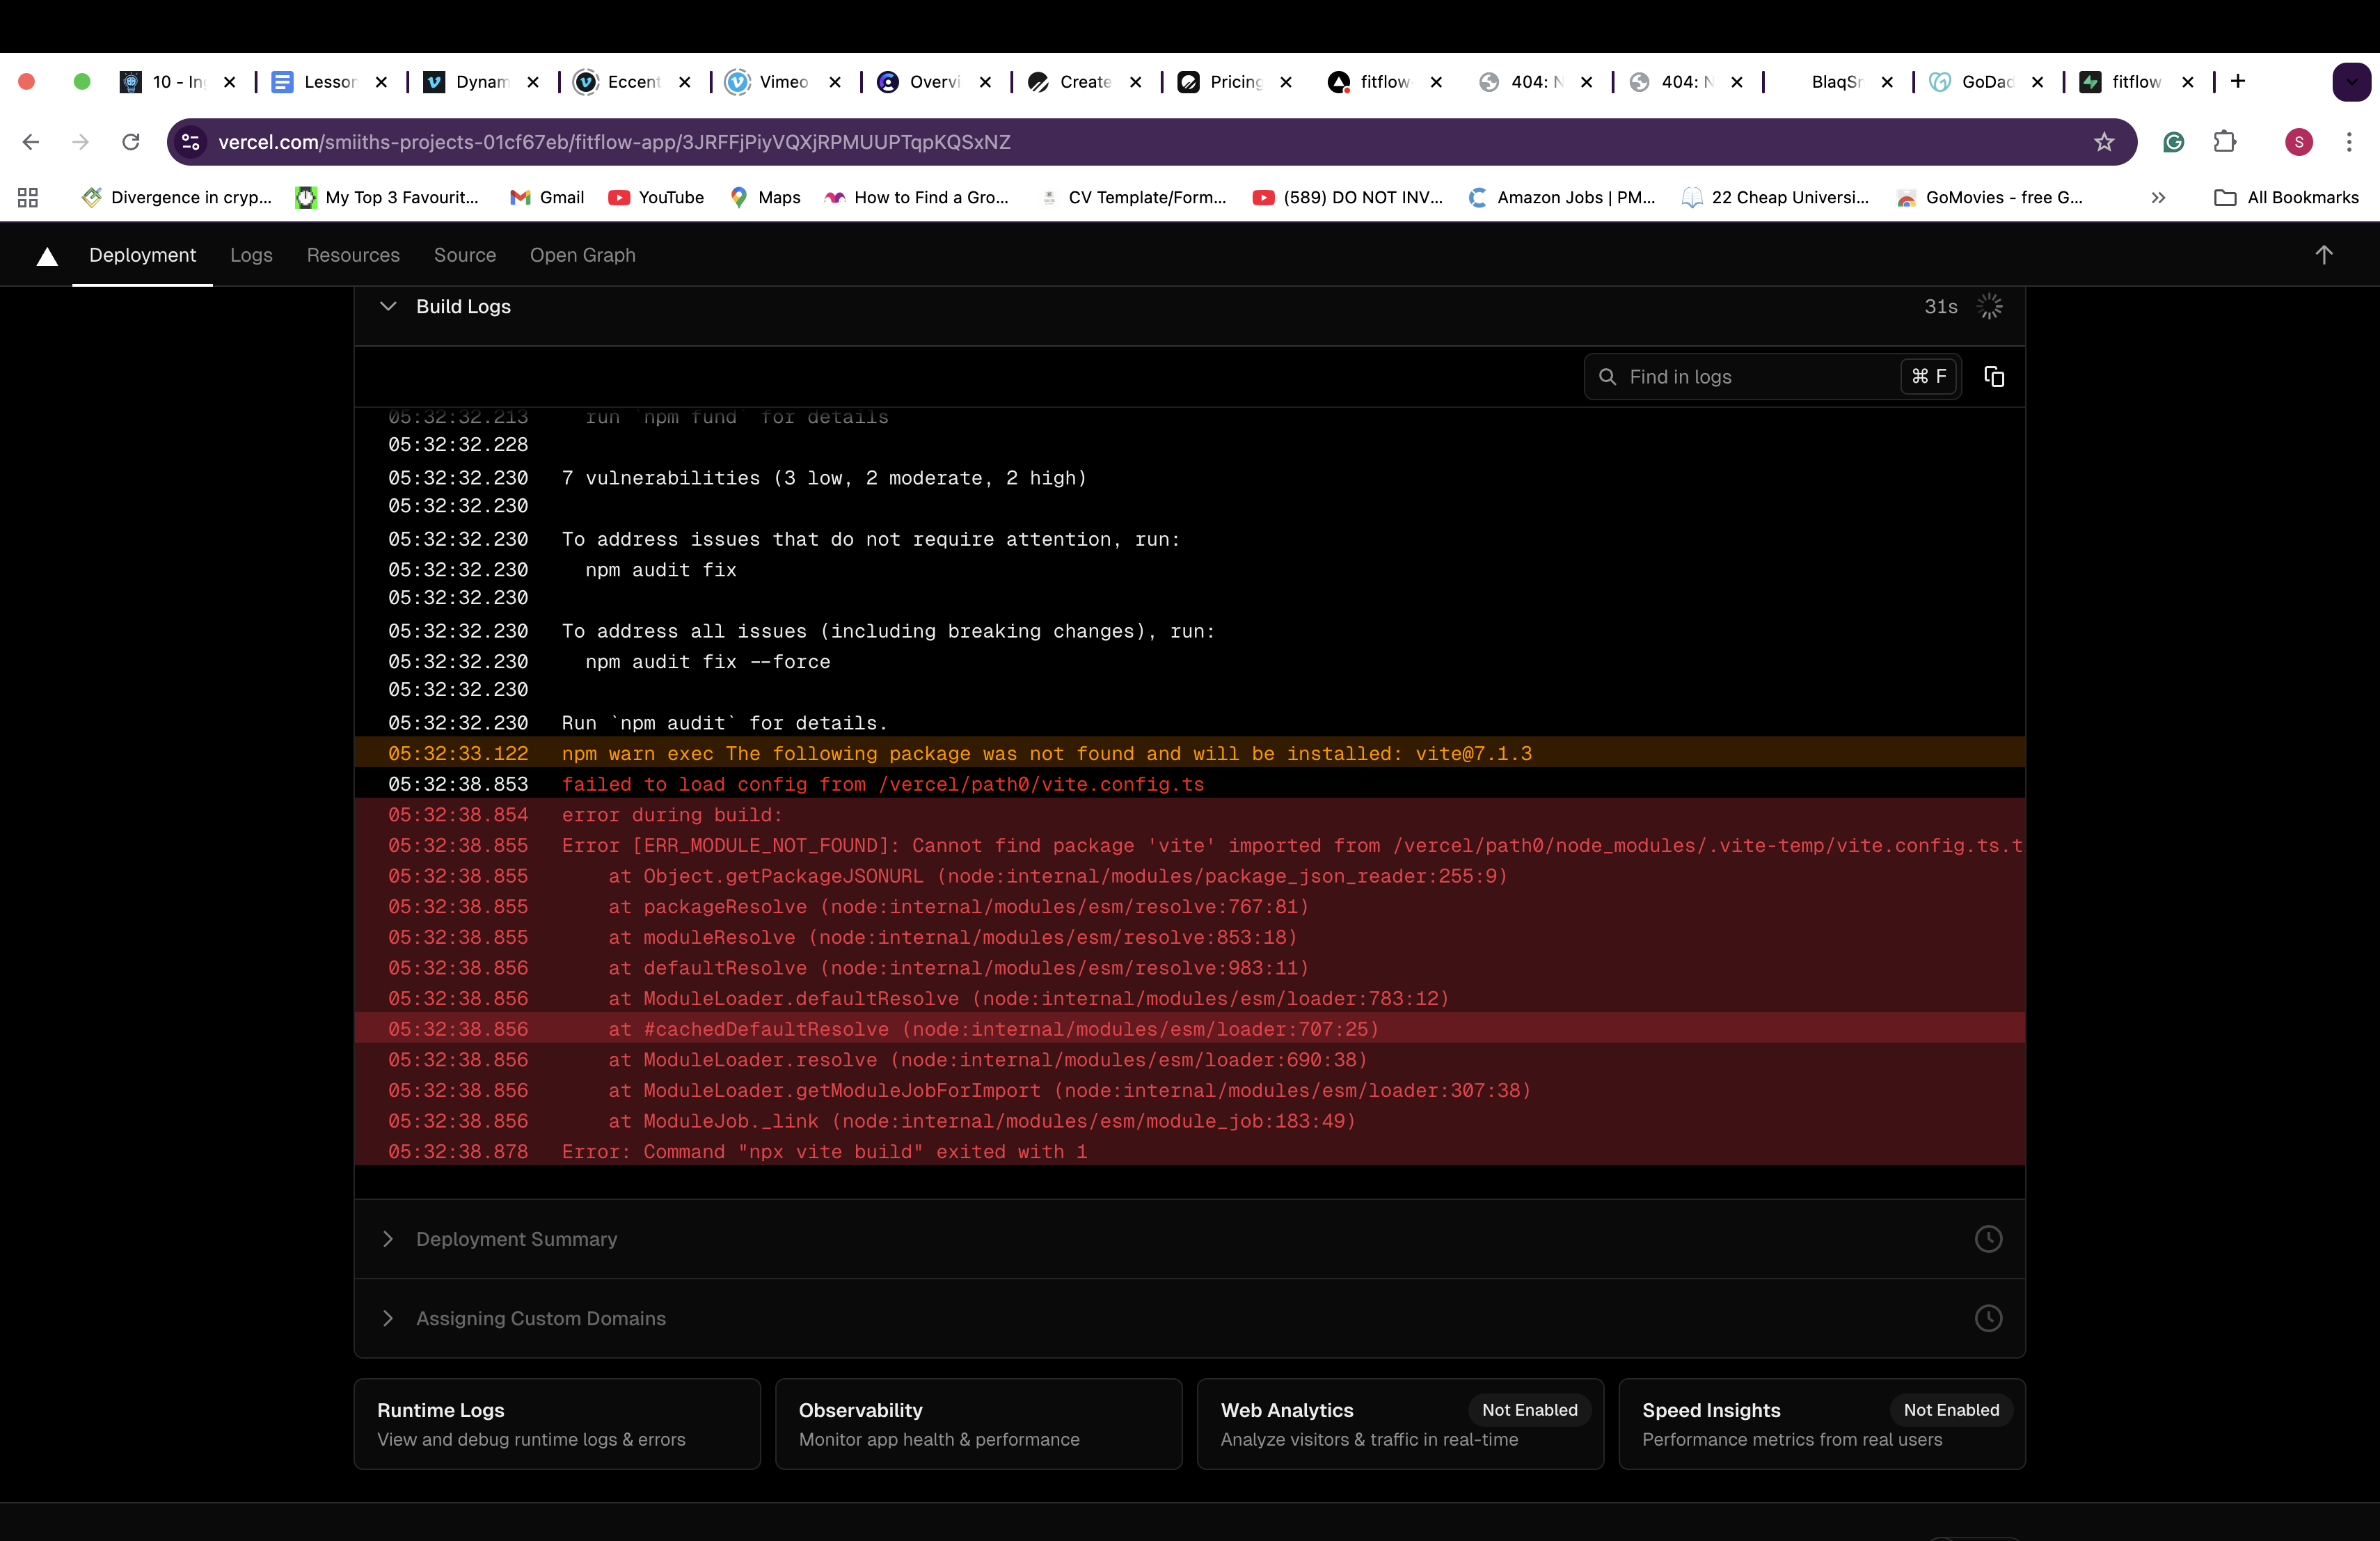 10 - In
Lesson
Dynam
Eccent
Vimeo
Overvi
Create
Pricing
fitflow
404: N
404: N
BlaqSn
GoDad
fitflow
vercel.com/smiiths-projects-01cf67eb/fitflow-app/3JRFFjPiyVQXjRPMUUPTqpKQSxNZ
S
Divergence in cryp...
My Top 3 Favourit...
Gmail
YouTube
Maps
How to Find a Gro...
CV Template/Form...
(589) DO NOT INV...
Amazon Jobs | PM...
22 Cheap Universi...
GoMovies - free G...
All Bookmarks
Deployment
Logs
Resources
Source
Open Graph
Build Logs
31s
Find in logs
⌘ F
05:32:32.213 run `npm fund` for details
05:32:32.228
05:32:32.230 7 vulnerabilities (3 low, 2 moderate, 2 high)
05:32:32.230
05:32:32.230 To address issues that do not require attention, run:
05:32:32.230 npm audit fix
05:32:32.230
05:32:32.230 To address all issues (including breaking changes), run:
05:32:32.230 npm audit fix --force
05:32:32.230
05:32:32.230 Run `npm audit` for details.
05:32:33.122 npm warn exec The following package was not found and will be installed: vite@7.1.3
05:32:38.853 failed to load config from /vercel/path0/vite.config.ts
05:32:38.854 error during build:
05:32:38.855 Error [ERR_MODULE_NOT_FOUND]: Cannot find package 'vite' imported from /vercel/path0/node_modules/.vite-temp/vite.config.ts.t
05:32:38.855 at Object.getPackageJSONURL (node:internal/modules/package_json_reader:255:9)
05:32:38.855 at packageResolve (node:internal/modules/esm/resolve:767:81)
05:32:38.855 at moduleResolve (node:internal/modules/esm/resolve:853:18)
05:32:38.856 at defaultResolve (node:internal/modules/esm/resolve:983:11)
05:32:38.856 at ModuleLoader.defaultResolve (node:internal/modules/esm/loader:783:12)
05:32:38.856 at #cachedDefaultResolve (node:internal/modules/esm/loader:707:25)
05:32:38.856 at ModuleLoader.resolve (node:internal/modules/esm/loader:690:38)
05:32:38.856 at ModuleLoader.getModuleJobForImport (node:internal/modules/esm/loader:307:38)
05:32:38.856 at ModuleJob._link (node:internal/modules/esm/module_job:183:49)
05:32:38.878 Error: Command "npx vite build" exited with 1
Deployment Summary
Assigning Custom Domains
Runtime Logs
View and debug runtime logs & errors
Observability
Monitor app health & performance
Web Analytics
Not Enabled
Analyze visitors & traffic in real-time
Speed Insights
Not Enabled
Performance metrics from real users